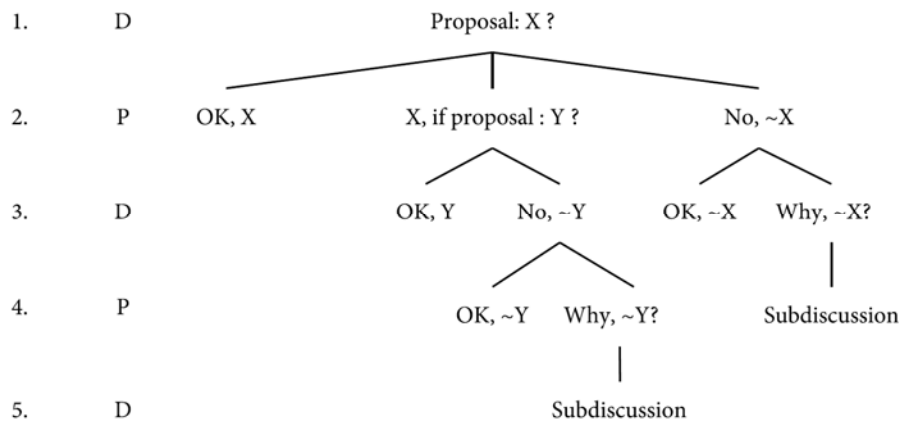 1. D Proposal: X ?
2. P OK, X X, if proposal : Y ? No, ~X
3. D OK, Y No, ~Y OK, ~X Why, ~X?
4. P OK, ~Y Why, ~Y? Subdiscussion
5. D Subdiscussion